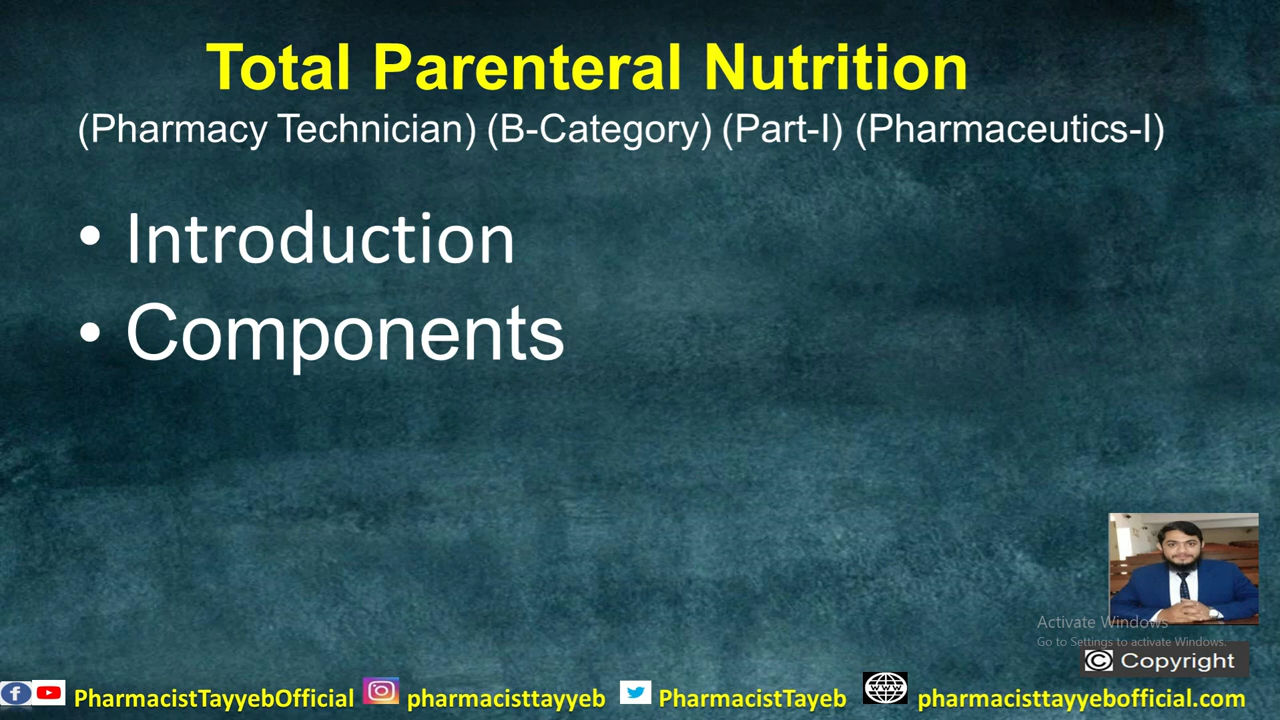 Total Parenteral Nutrition
(Pharmacy Technician) (B-Category) (Part-I) (Pharmaceutics-I)
• Introduction
• Components
Activate Windows
Go to Settings to activate Windows.
© Copyright
PharmacistTayyebOfficial pharmacisttayyeb PharmacistTayeb pharmacisttayyebofficial.com